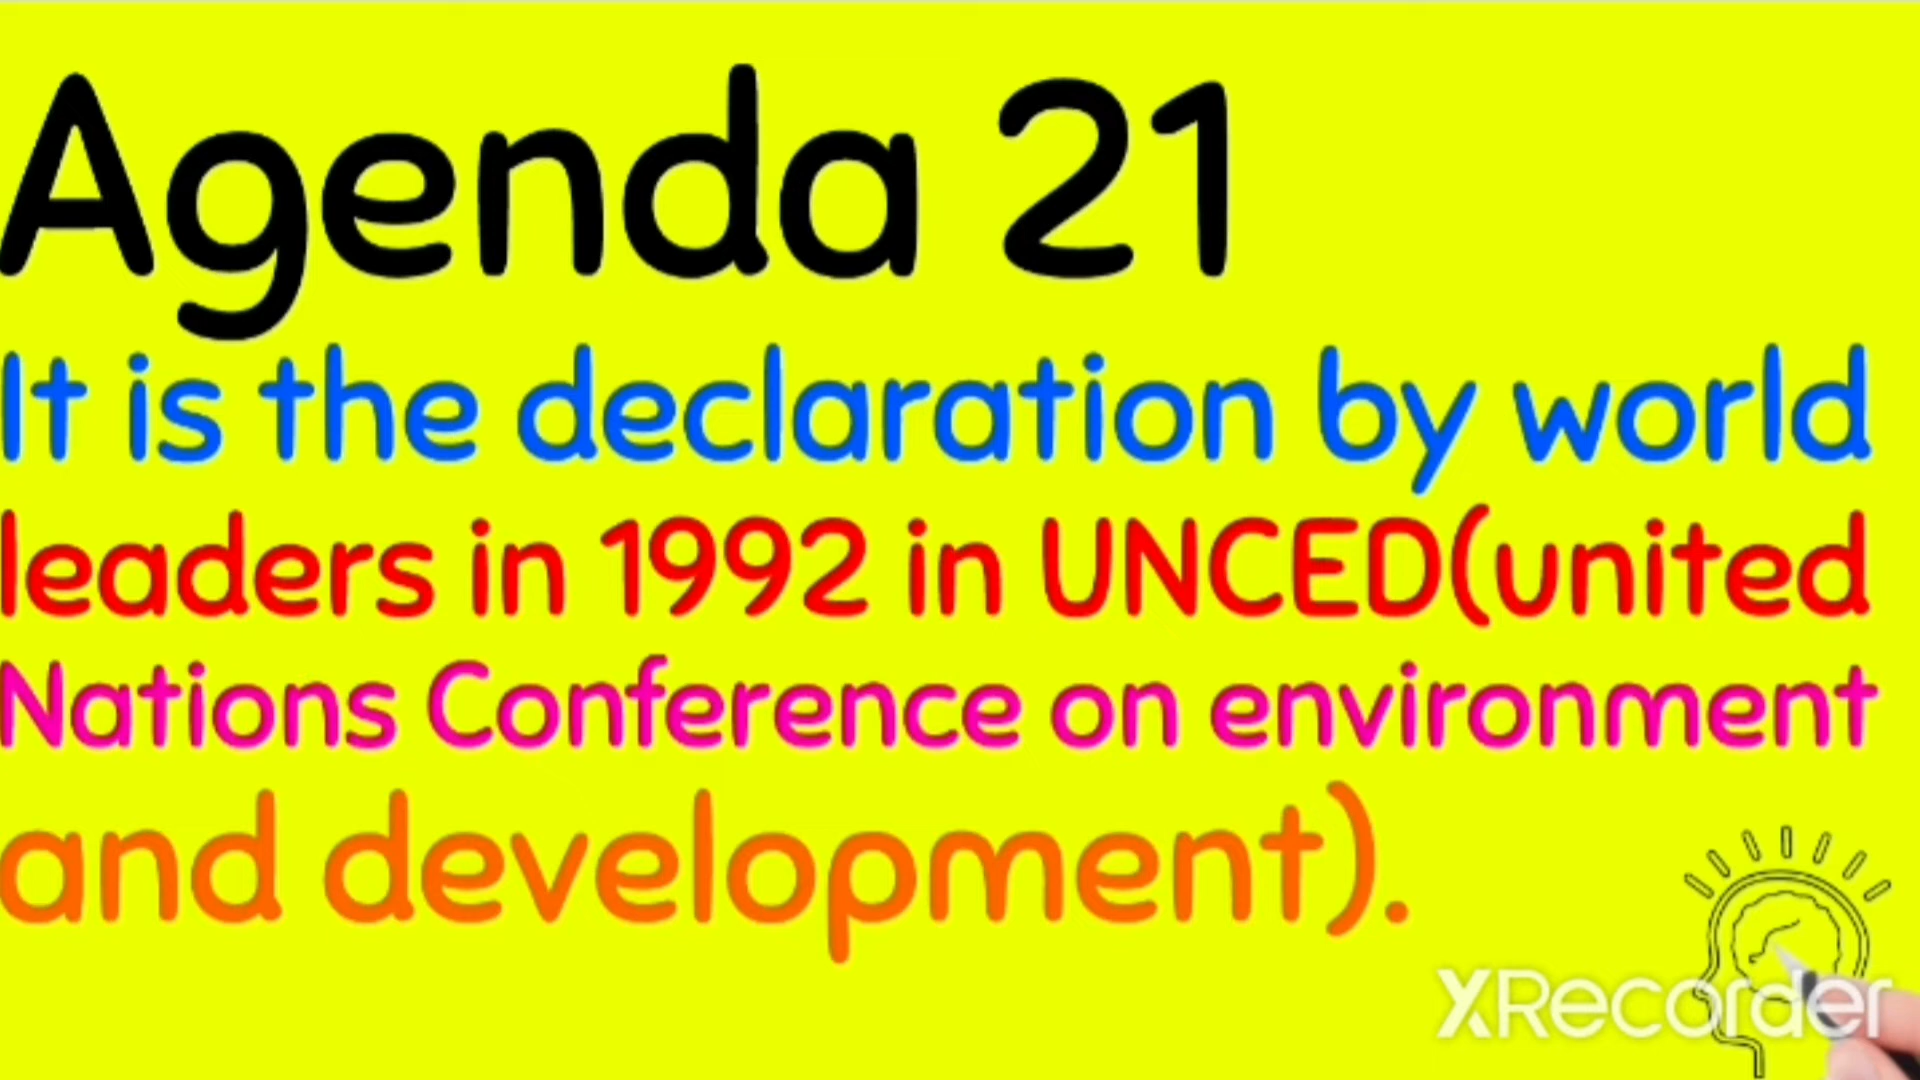 Agenda 21
It is the declaration by world
leaders in 1992 in UNCED(united
Nations Conference on environment
and development).
XRecorder